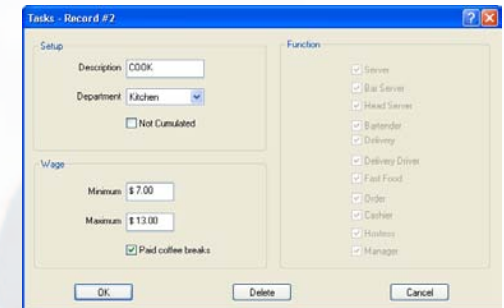 Tasks - Record #2
Setup
Description COOK
Department Kitchen
Not Cumulated
Wage
Minimum $ 7.00
Maximum $ 13.00
Paid coffee breaks
Function
Server
Bar Server
Head Server
Bartender
Delivery
Delivery Driver
Fast Food
Order
Cashier
Hostess
Manager
OK
Delete
Cancel